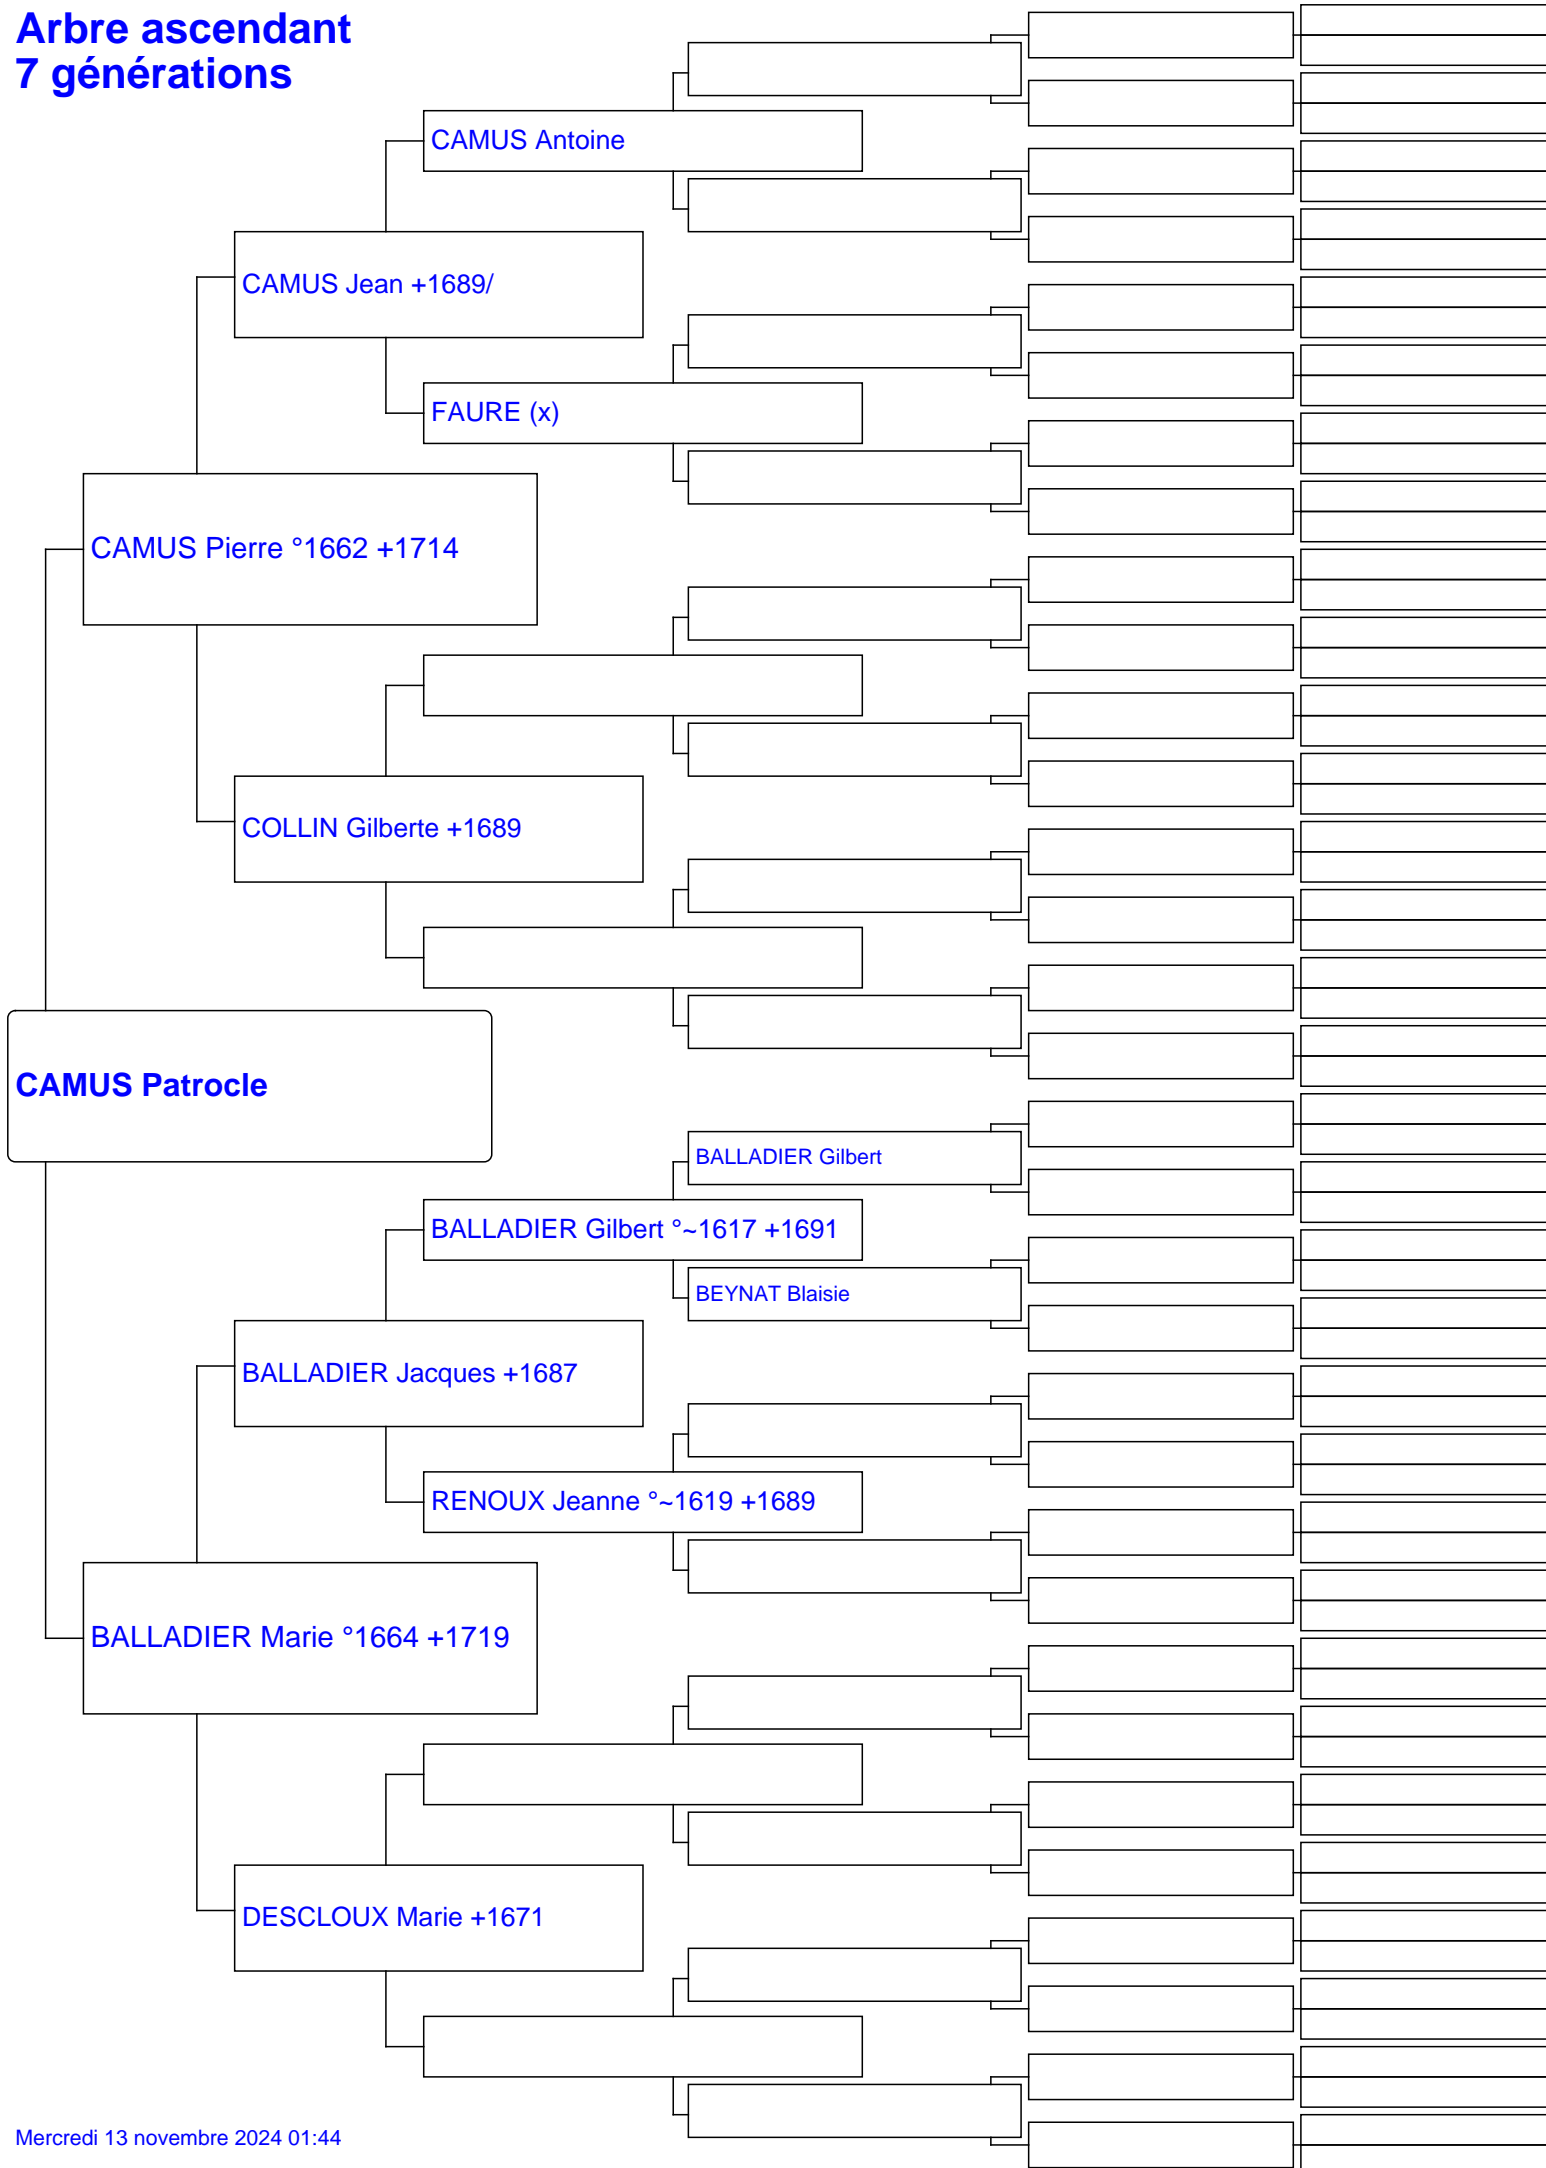 Arbre ascendant
7 générations
CAMUS Antoine
CAMUS Jean +1689/
FAURE (x)
CAMUS Pierre °1662 +1714
COLLIN Gilberte +1689
CAMUS Patrocle
BALLADIER Gilbert
BALLADIER Gilbert °~1617 +1691
BEYNAT Blaisie
BALLADIER Jacques +1687
RENOUX Jeanne °~1619 +1689
BALLADIER Marie °1664 +1719
DESCLOUX Marie +1671
Mercredi 13 novembre 2024 01:44